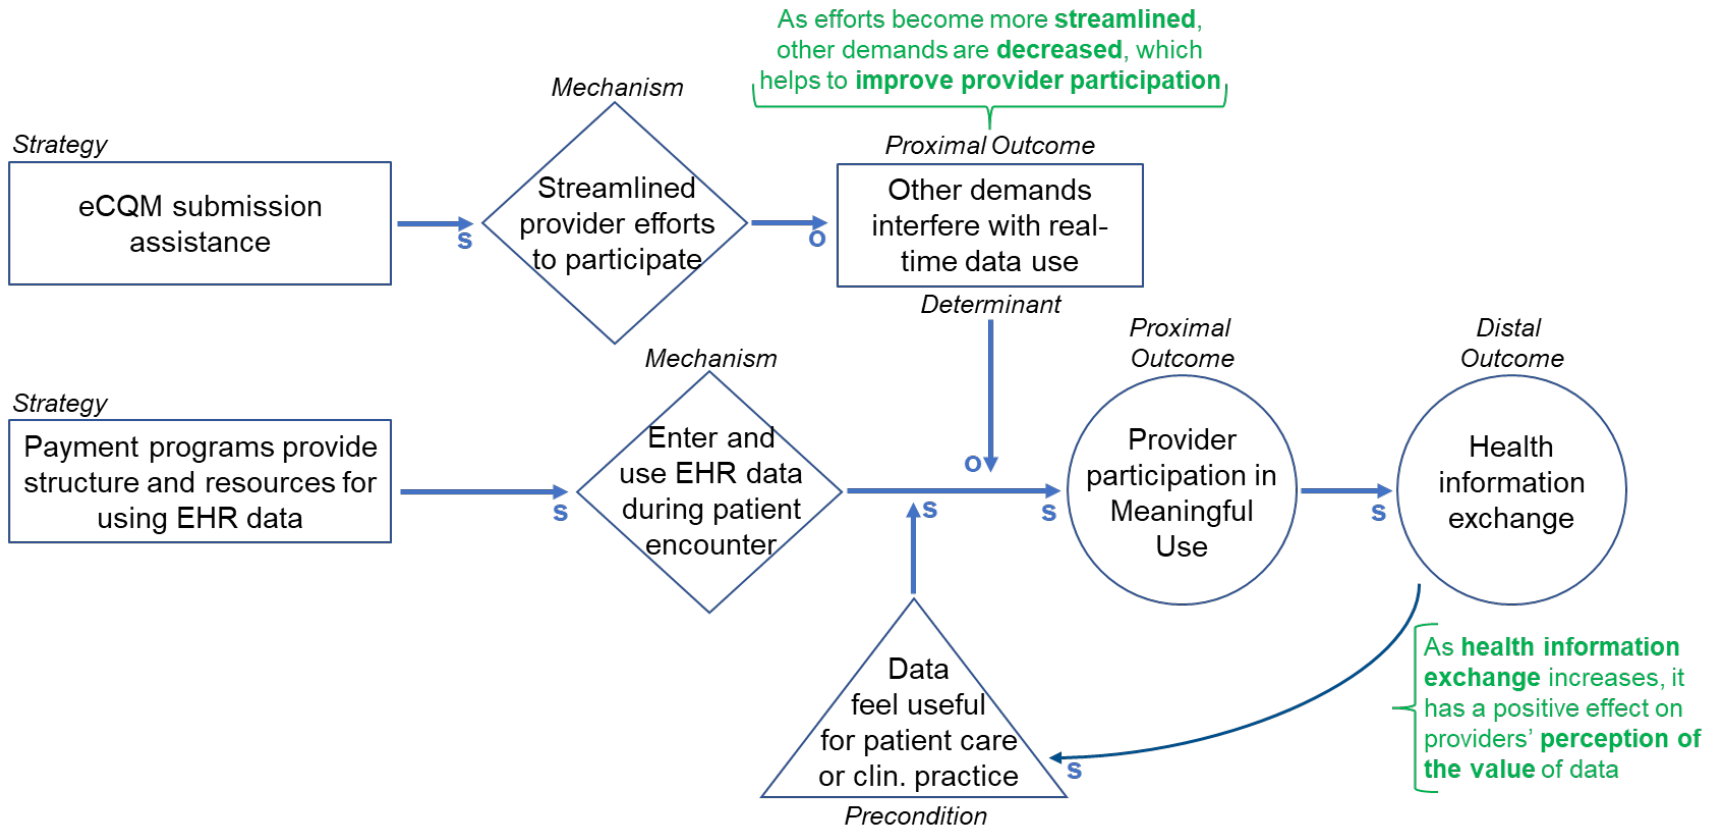 As efforts become more streamlined,
other demands are decreased, which
helps to improve provider participation
Mechanism
Strategy
Proximal Outcome
eCQM submission
assistance
s
Streamlined
provider efforts
to participate
o
Other demands
interfere with real-
time data use
Determinant
Strategy
Payment programs provide
structure and resources for
using EHR data
s
Mechanism
Enter and
use EHR data
during patient
encounter
o
s
s
Proximal
Outcome
Provider
participation in
Meaningful
Use
s
Distal
Outcome
Health
information
exchange
Data
feel useful
for patient care
or clin. practice
Precondition
s
As health information
exchange increases, it
has a positive effect on
providers’ perception of
the value of data